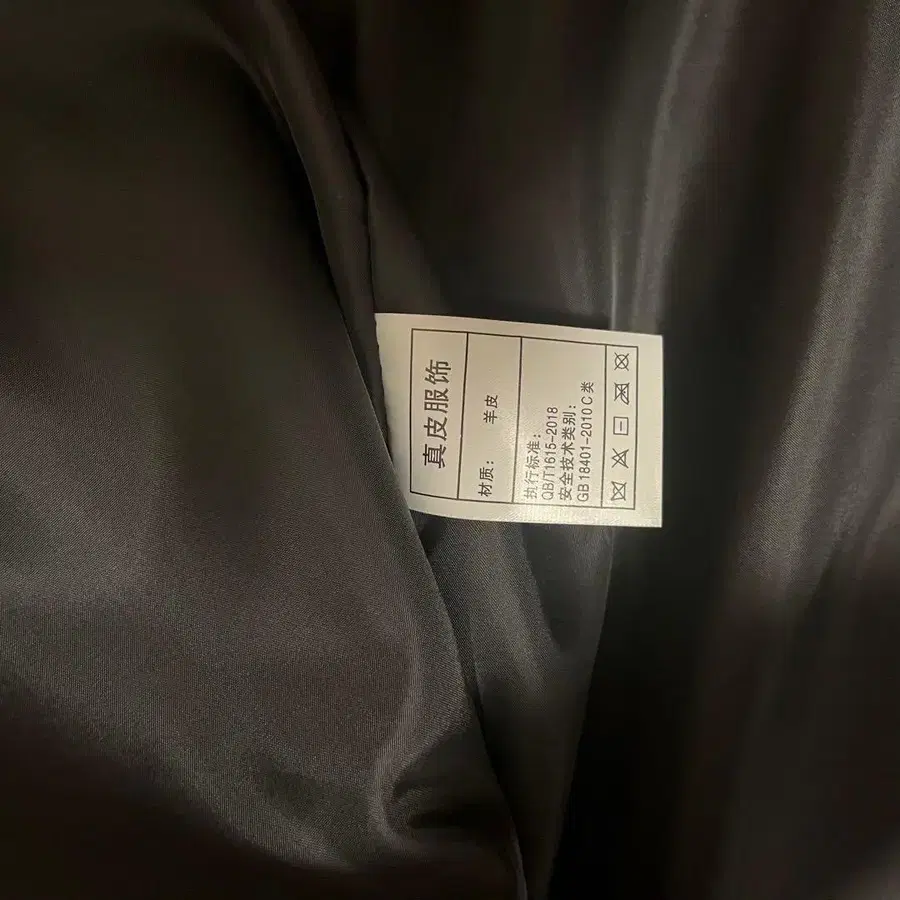 真皮服饰
材质： 羊皮
执行标准：
QB/T1615-2018
安全技术类别：
GB 18401-2010 C 类